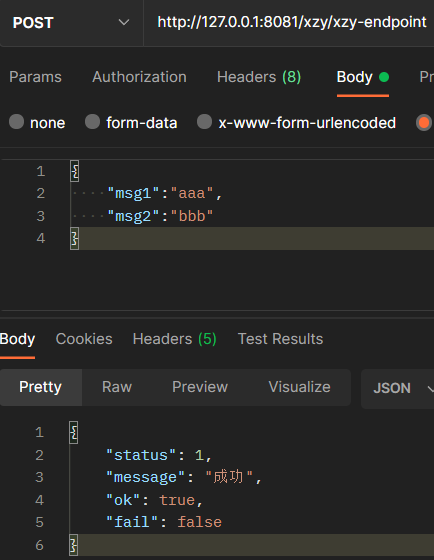 POST http://127.0.0.1:8081/xzy/xzy-endpoint
Params Authorization Headers (8) Body Pr
none form-data x-www-form-urlencoded
1 {
2 "msg1":"aaa",
3 "msg2":"bbb"
4 }
Body Cookies Headers (5) Test Results
Pretty Raw Preview Visualize JSON
1 {
2 "status": 1,
3 "message": "成功",
4 "ok": true,
5 "fail": false
6 }